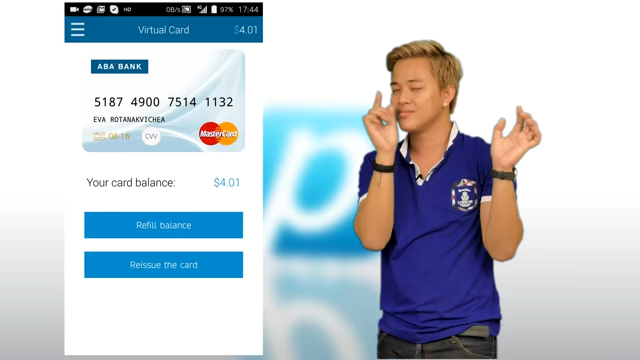 HD 0B/s 97% 17:44
Virtual Card $4.01
ABA BANK
5187 4900 7514 1132
EVA ROTANAKVICHEA
08-16 CVV
MasterCard
Your card balance: $4.01
Refill balance
Reissue the card